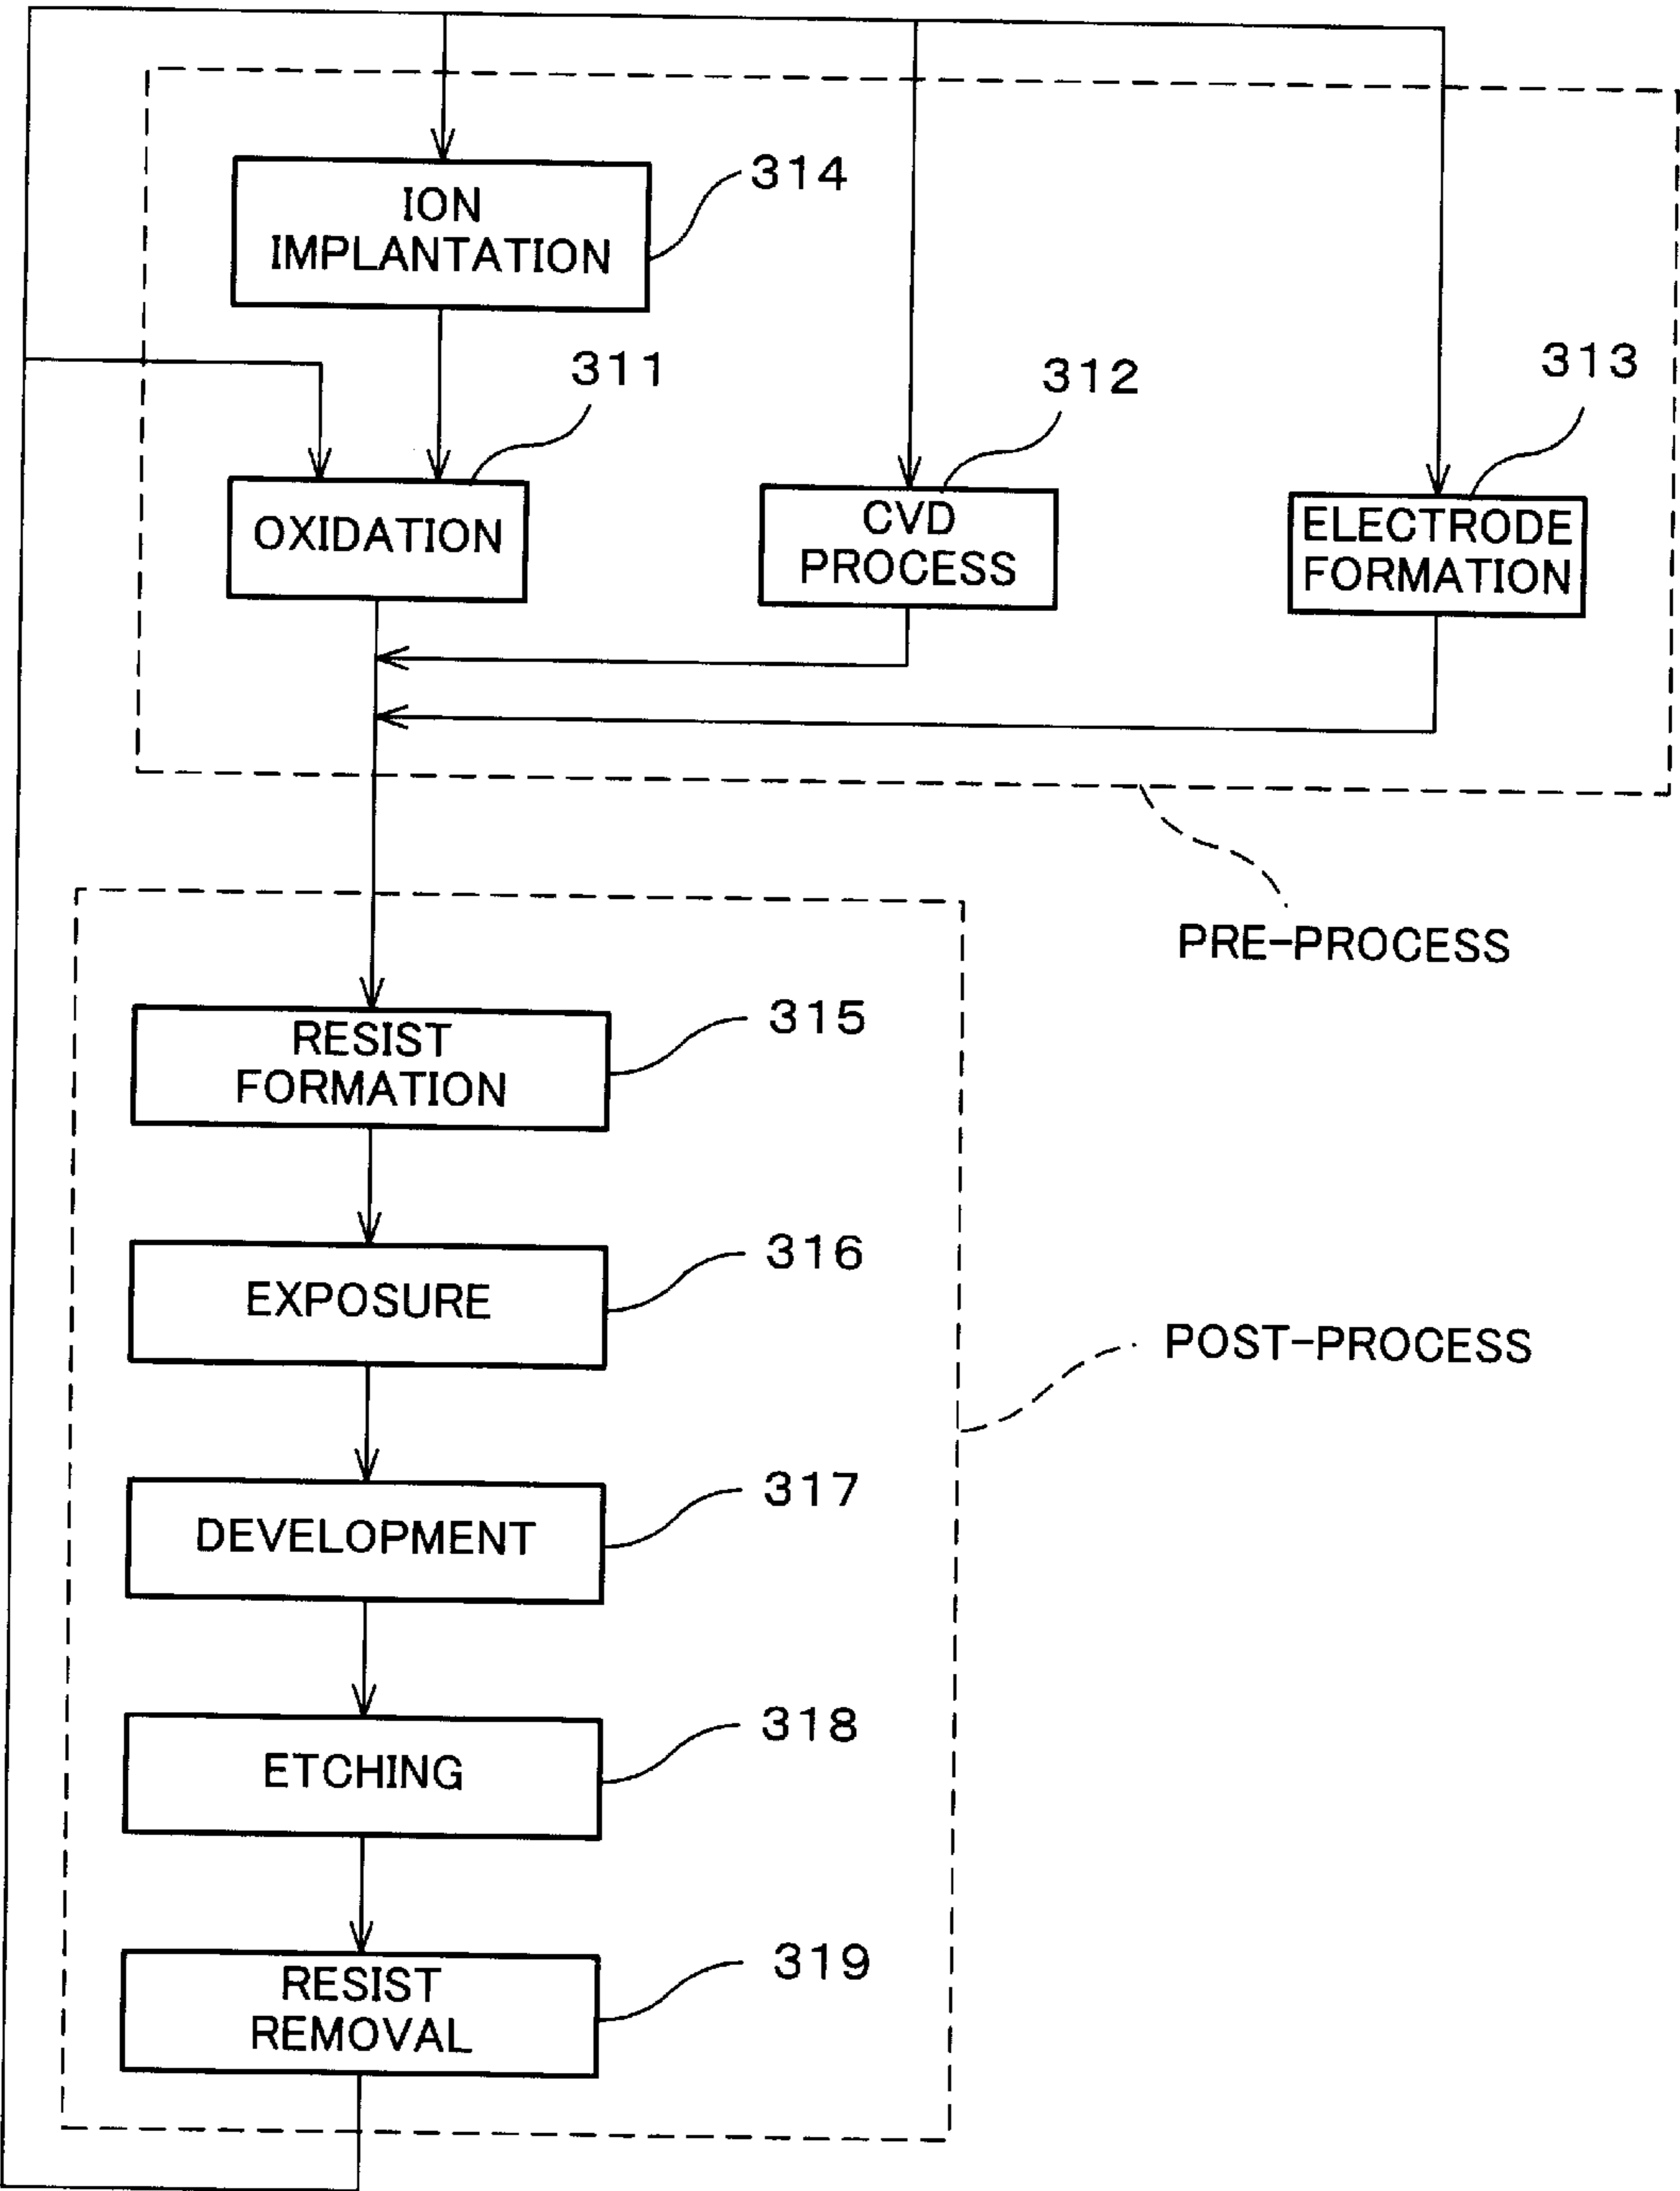 314
ION
IMPLANTATION
311
312
313
OXIDATION
CVD
PROCESS
ELECTRODE
FORMATION
PRE-PROCESS
315
RESIST
FORMATION
316
EXPOSURE
POST-PROCESS
317
DEVELOPMENT
318
ETCHING
319
RESIST
REMOVAL